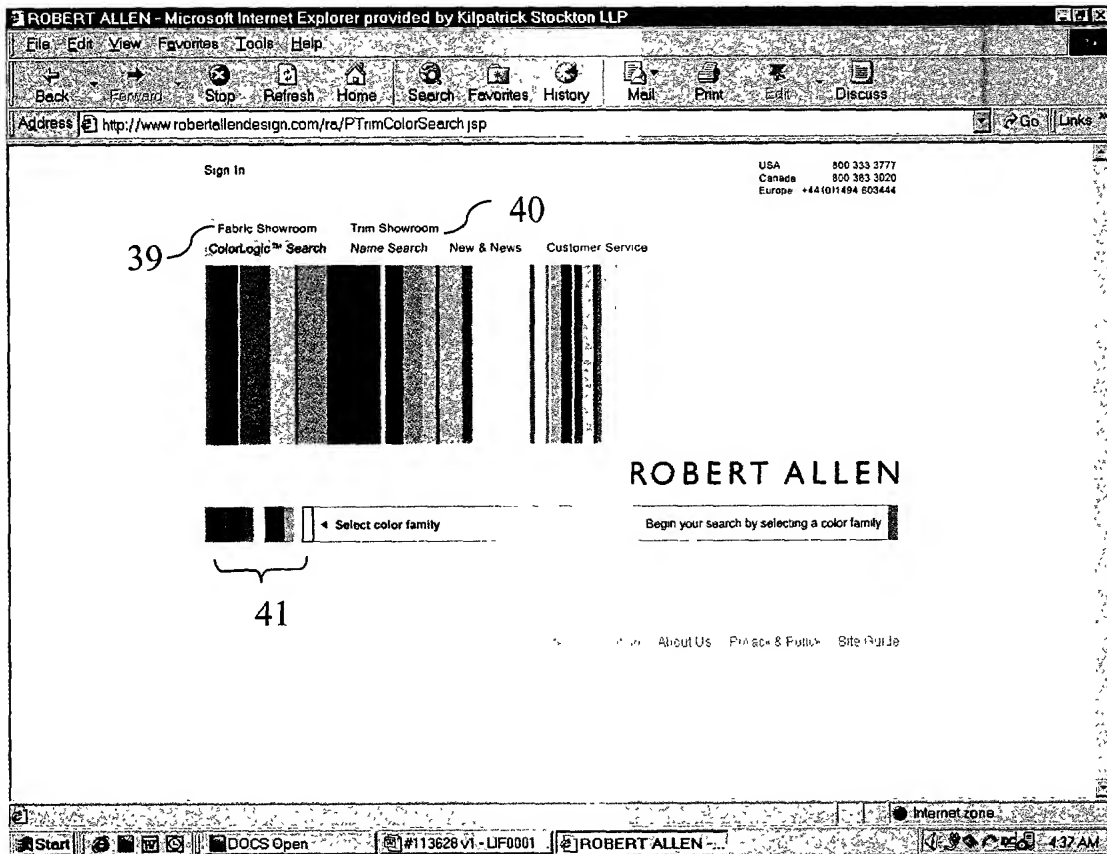 ROBERT ALLEN - Microsoft Internet Explorer provided by Kilpatrick Stockton LLP
File Edit View Favorites Tools Help
Back Forward Stop Refresh Home Search Favorites History Mail Print Edit Discuss
Address http://www.robertallendesign.com/ra/PTrimColorSearch.jsp Go Links »
Sign In
USA 800 333 3777
Canada 800 363 3020
Europe +44(0)1494 603444
Fabric Showroom Trim Showroom 40
39 ColorLogic™ Search Name Search New & News Customer Service
ROBERT ALLEN
Select color family Begin your search by selecting a color family
41
About Us Privacy & Policy Site Guide
Internet zone
Start DOCS Open #113628 v1 - LIF0001 ROBERT ALLEN -... 4:37 AM